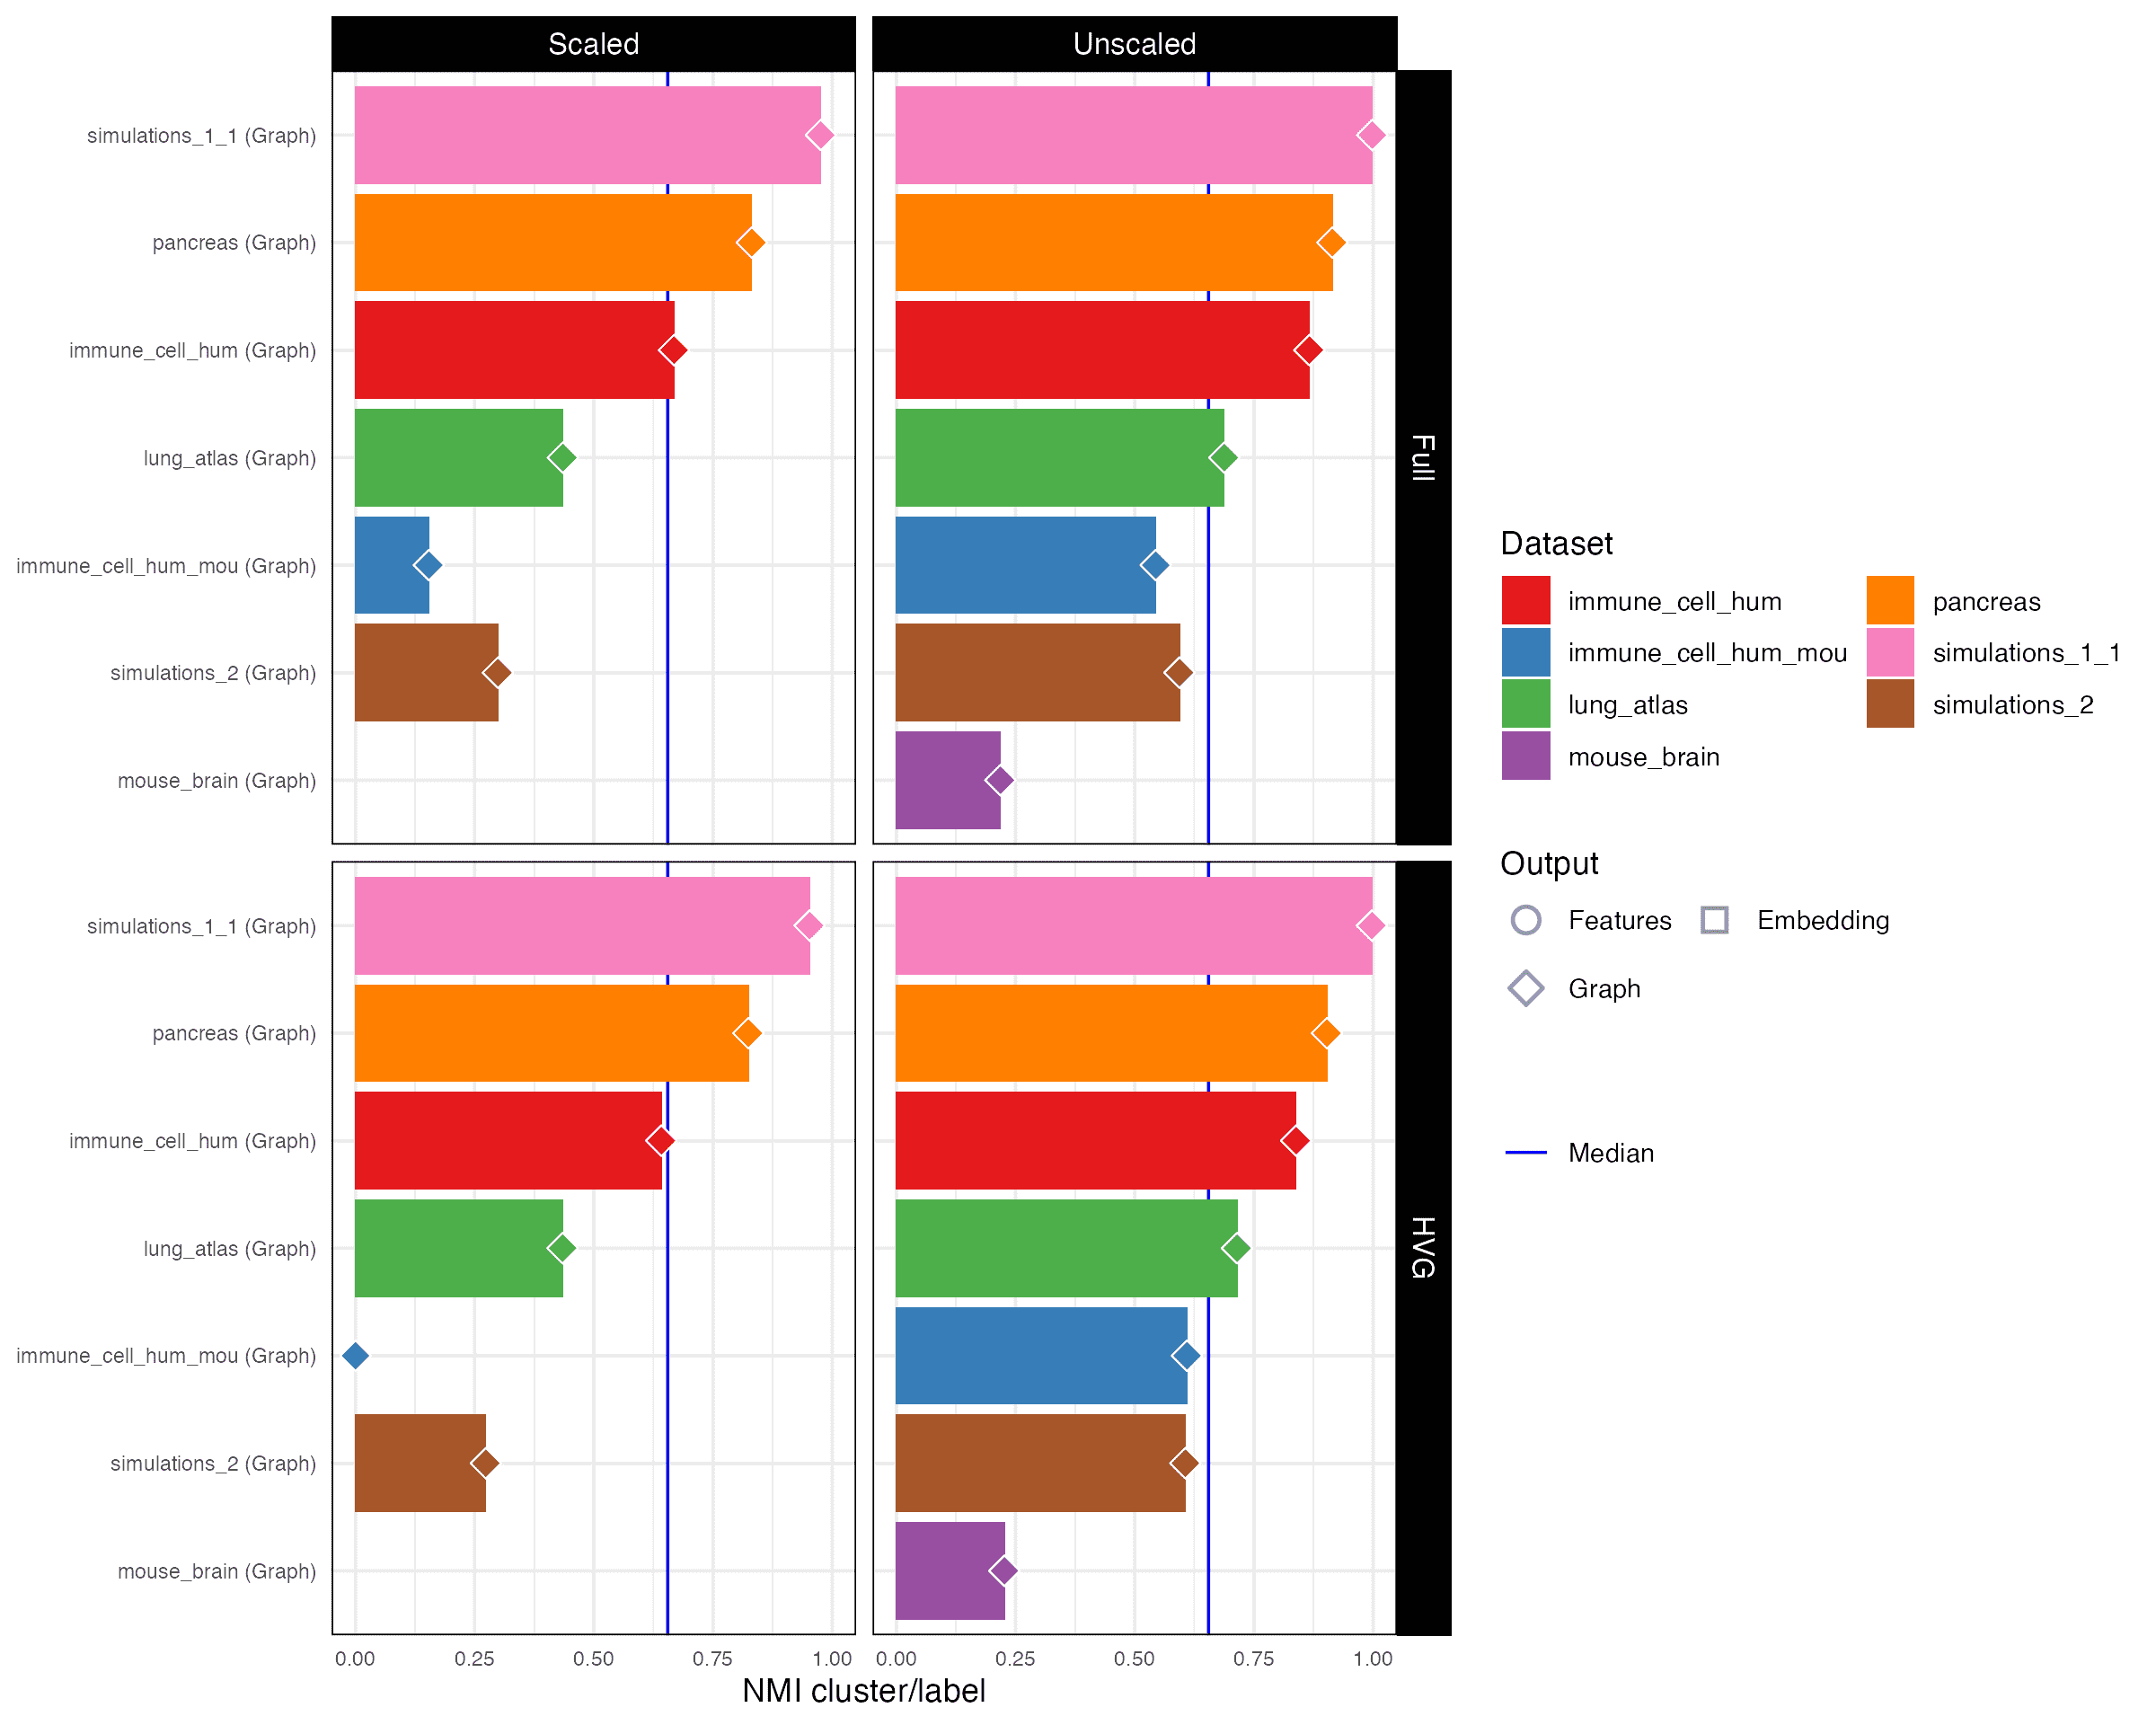 Scaled
Unscaled
simulations_1_1 (Graph)
pancreas (Graph)
immune_cell_hum (Graph)
lung_atlas (Graph)
immune_cell_hum_mou (Graph)
simulations_2 (Graph)
mouse_brain (Graph)
Full
simulations_1_1 (Graph)
pancreas (Graph)
immune_cell_hum (Graph)
lung_atlas (Graph)
immune_cell_hum_mou (Graph)
simulations_2 (Graph)
mouse_brain (Graph)
HVG
0.00 0.25 0.50 0.75 1.00
0.00 0.25 0.50 0.75 1.00
NMI cluster/label
Dataset
immune_cell_hum
immune_cell_hum_mou
lung_atlas
mouse_brain
pancreas
simulations_1_1
simulations_2
Output
Features
Embedding
Graph
Median